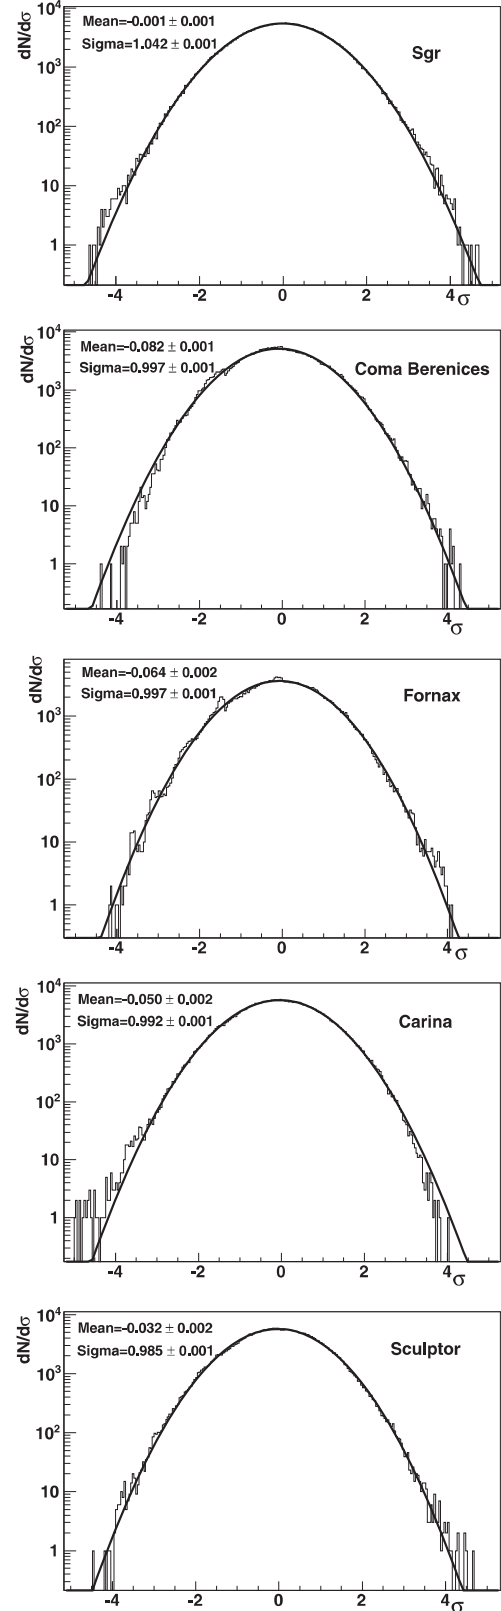 dN/dσ
Mean=-0.001 ± 0.001
Sigma=1.042 ± 0.001
Sgr
10⁴
10³
10²
10
1
-4 -2 0 2 4 σ
dN/dσ
Mean=-0.082 ± 0.001
Sigma=0.997 ± 0.001
Coma Berenices
10⁴
10³
10²
10
1
-4 -2 0 2 4 σ
dN/dσ
Mean=-0.064 ± 0.002
Sigma=0.997 ± 0.001
Fornax
10³
10²
10
1
-4 -2 0 2 4 σ
dN/dσ
Mean=-0.050 ± 0.002
Sigma=0.992 ± 0.001
Carina
10⁴
10³
10²
10
1
-4 -2 0 2 4 σ
dN/dσ
Mean=-0.032 ± 0.002
Sigma=0.985 ± 0.001
Sculptor
10⁴
10³
10²
10
1
-4 -2 0 2 4 σ